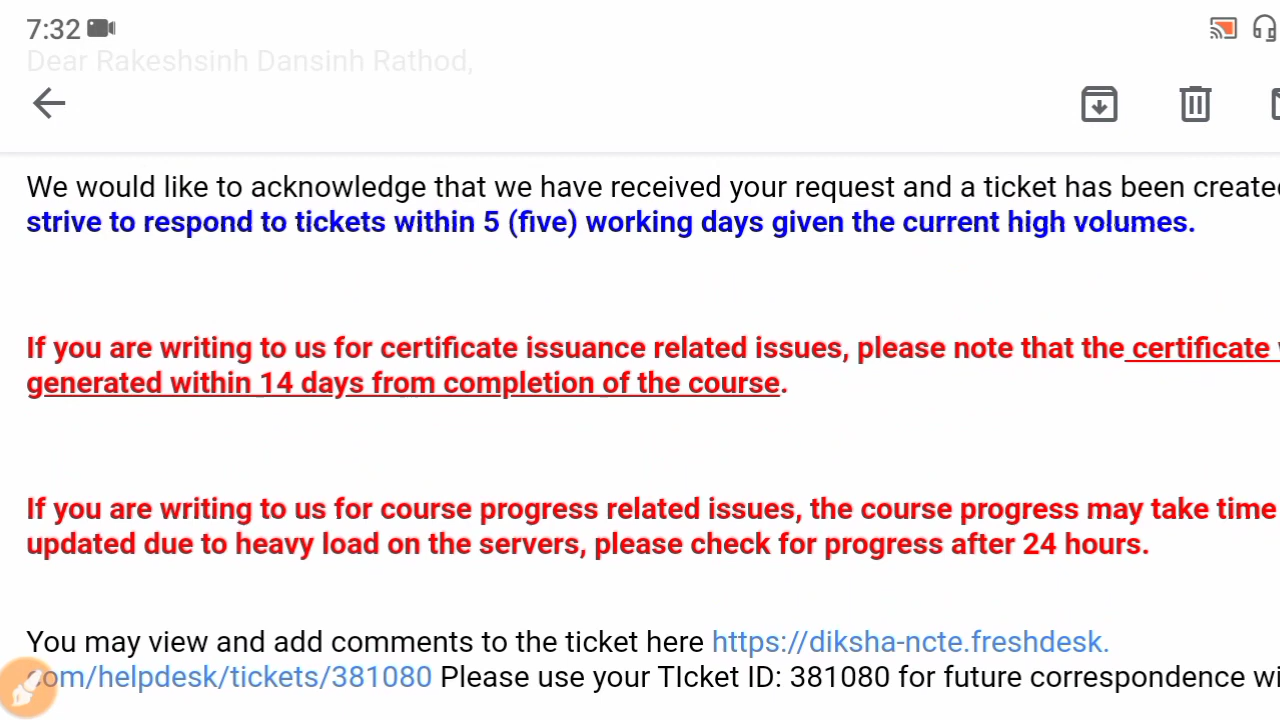 7:32
Dear Rakeshsinh Dansinh Rathod,
We would like to acknowledge that we have received your request and a ticket has been created
strive to respond to tickets within 5 (five) working days given the current high volumes.
If you are writing to us for certificate issuance related issues, please note that the certificate
generated within 14 days from completion of the course.
If you are writing to us for course progress related issues, the course progress may take time
updated due to heavy load on the servers, please check for progress after 24 hours.
You may view and add comments to the ticket here https://diksha-ncte.freshdesk.
com/helpdesk/tickets/381080 Please use your TIcket ID: 381080 for future correspondence